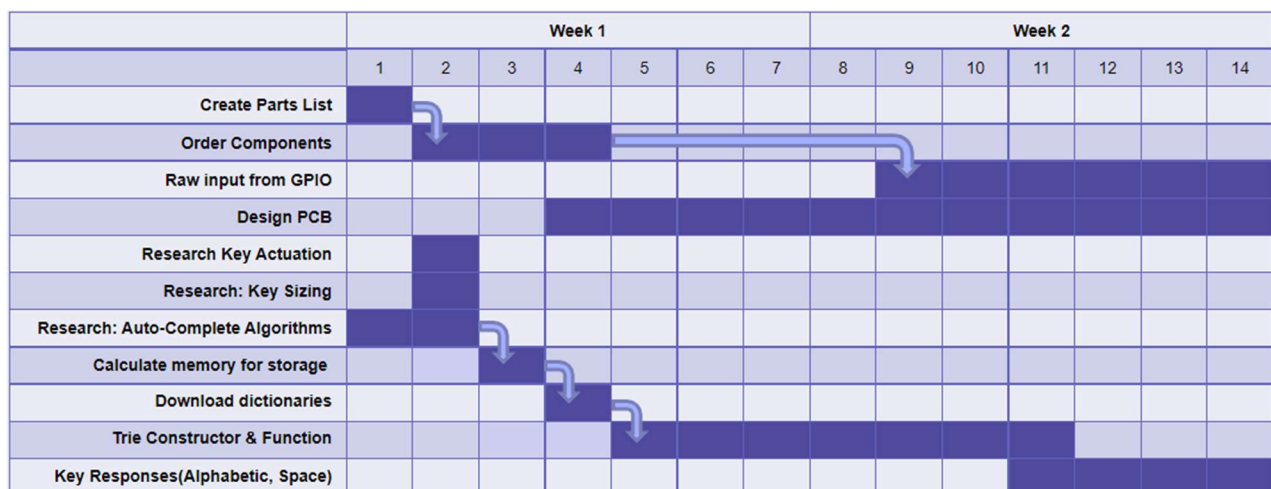 Week 1 Week 2
1 2 3 4 5 6 7 8 9 10 11 12 13 14
Create Parts List
Order Components
Raw input from GPIO
Design PCB
Research Key Actuation
Research: Key Sizing
Research: Auto-Complete Algorithms
Calculate memory for storage
Download dictionaries
Trie Constructor & Function
Key Responses(Alphabetic, Space)